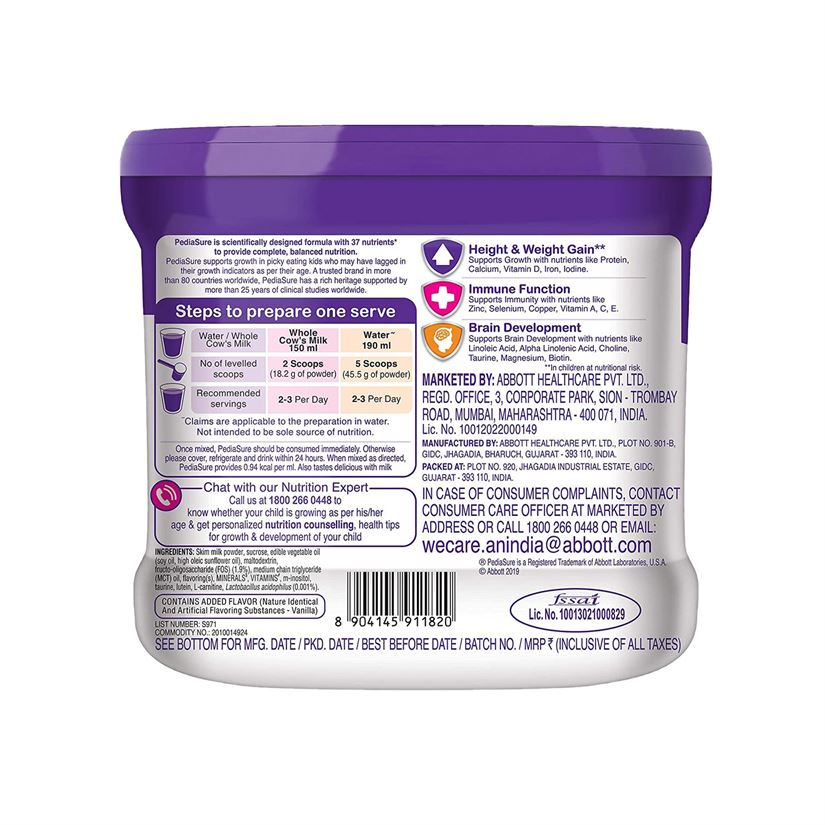 PediaSure is scientifically designed formula with 37 nutrients*
to provide complete, balanced nutrition.
PediaSure supports growth in picky eating kids who may have lagged in
their growth indicators as per their age. A trusted brand in more
than 80 countries worldwide, PediaSure has a rich heritage supported by
more than 25 years of clinical studies worldwide.
Steps to prepare one serve
Water / Whole Cow's Milk
Whole Cow's Milk 150 ml
Water~ 190 ml
No of levelled scoops
2 Scoops (18.2 g of powder)
5 Scoops (45.5 g of powder)
Recommended servings
2-3 Per Day
2-3 Per Day
~Claims are applicable to the preparation in water.
Not intended to be sole source of nutrition.
Once mixed, PediaSure should be consumed immediately. Otherwise
please cover, refrigerate and drink within 24 hours. When mixed as directed,
PediaSure provides 0.94 kcal per ml. Also tastes delicious with milk
Chat with our Nutrition Expert
Call us at 1800 266 0448 to
know whether your child is growing as per his/her
age & get personalized nutrition counselling, health tips
for growth & development of your child
INGREDIENTS: Skim milk powder, sucrose, edible vegetable oil
(soy oil, high oleic sunflower oil), maltodextrin,
fructo-oligosaccharide (FOS) (1.9%), medium chain triglyceride
(MCT) oil, flavoring(s), MINERALS#, VITAMINS#, m-inositol,
taurine, lutein, L-carnitine, Lactobacillus acidophilus (0.001%).
CONTAINS ADDED FLAVOR (Nature Identical
And Artificial Flavoring Substances - Vanilla)
LIST NUMBER: S971
COMMODITY NO.: 2010014924
Height & Weight Gain**
Supports Growth with nutrients like Protein,
Calcium, Vitamin D, Iron, Iodine.
Immune Function
Supports Immunity with nutrients like
Zinc, Selenium, Copper, Vitamin A, C, E.
Brain Development
Supports Brain Development with nutrients like
Linoleic Acid, Alpha Linolenic Acid, Choline,
Taurine, Magnesium, Biotin.
**In children at nutritional risk.
MARKETED BY: ABBOTT HEALTHCARE PVT. LTD.,
REGD. OFFICE, 3, CORPORATE PARK, SION - TROMBAY
ROAD, MUMBAI, MAHARASHTRA - 400 071, INDIA.
Lic. No. 10012022000149
MANUFACTURED BY: ABBOTT HEALTHCARE PVT. LTD., PLOT NO. 901-B,
GIDC, JHAGADIA, BHARUCH, GUJARAT - 393 110, INDIA.
PACKED AT: PLOT NO. 920, JHAGADIA INDUSTRIAL ESTATE, GIDC,
GUJARAT - 393 110, INDIA.
IN CASE OF CONSUMER COMPLAINTS, CONTACT
CONSUMER CARE OFFICER AT MARKETED BY
ADDRESS OR CALL 1800 266 0448 OR EMAIL:
wecare.anindia@abbott.com
® PediaSure is a Registered Trademark of Abbott Laboratories, U.S.A.
© Abbott 2019
8 904145 911820
fssai
Lic. No. 10013021000829
SEE BOTTOM FOR MFG. DATE / PKD. DATE / BEST BEFORE DATE / BATCH NO. / MRP ₹ (INCLUSIVE OF ALL TAXES)